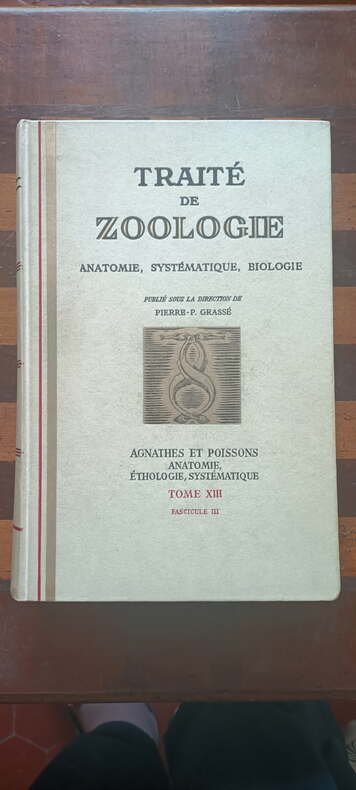 TRAITÉ
DE
ZOOLOGIE
ANATOMIE, SYSTÉMATIQUE, BIOLOGIE
PUBLIÉ SOUS LA DIRECTION DE
PIERRE-P. GRASSÉ
AGNATHES ET POISSONS
ANATOMIE,
ÉTHOLOGIE, SYSTÉMATIQUE
TOME XIII
FASCICULE III